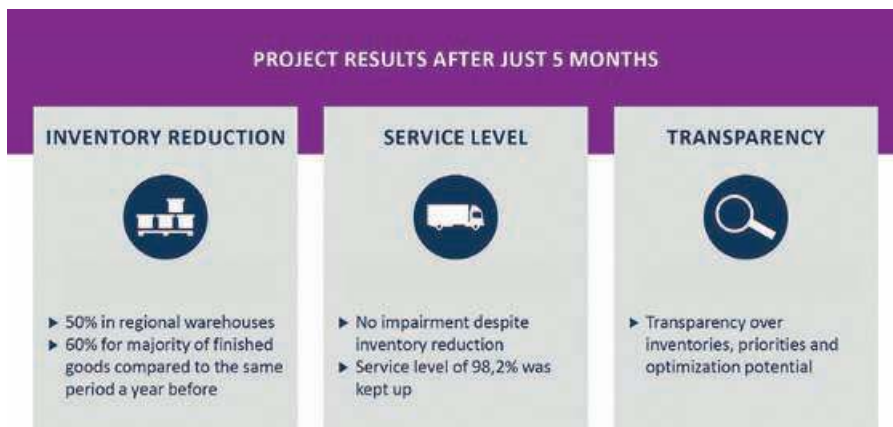 PROJECT RESULTS AFTER JUST 5 MONTHS
INVENTORY REDUCTION
▶ 50% in regional warehouses
▶ 60% for majority of finished
goods compared to the same
period a year before
SERVICE LEVEL
▶ No impairment despite
inventory reduction
▶ Service level of 98,2% was
kept up
TRANSPARENCY
▶ Transparency over
inventories, priorities and
optimization potential